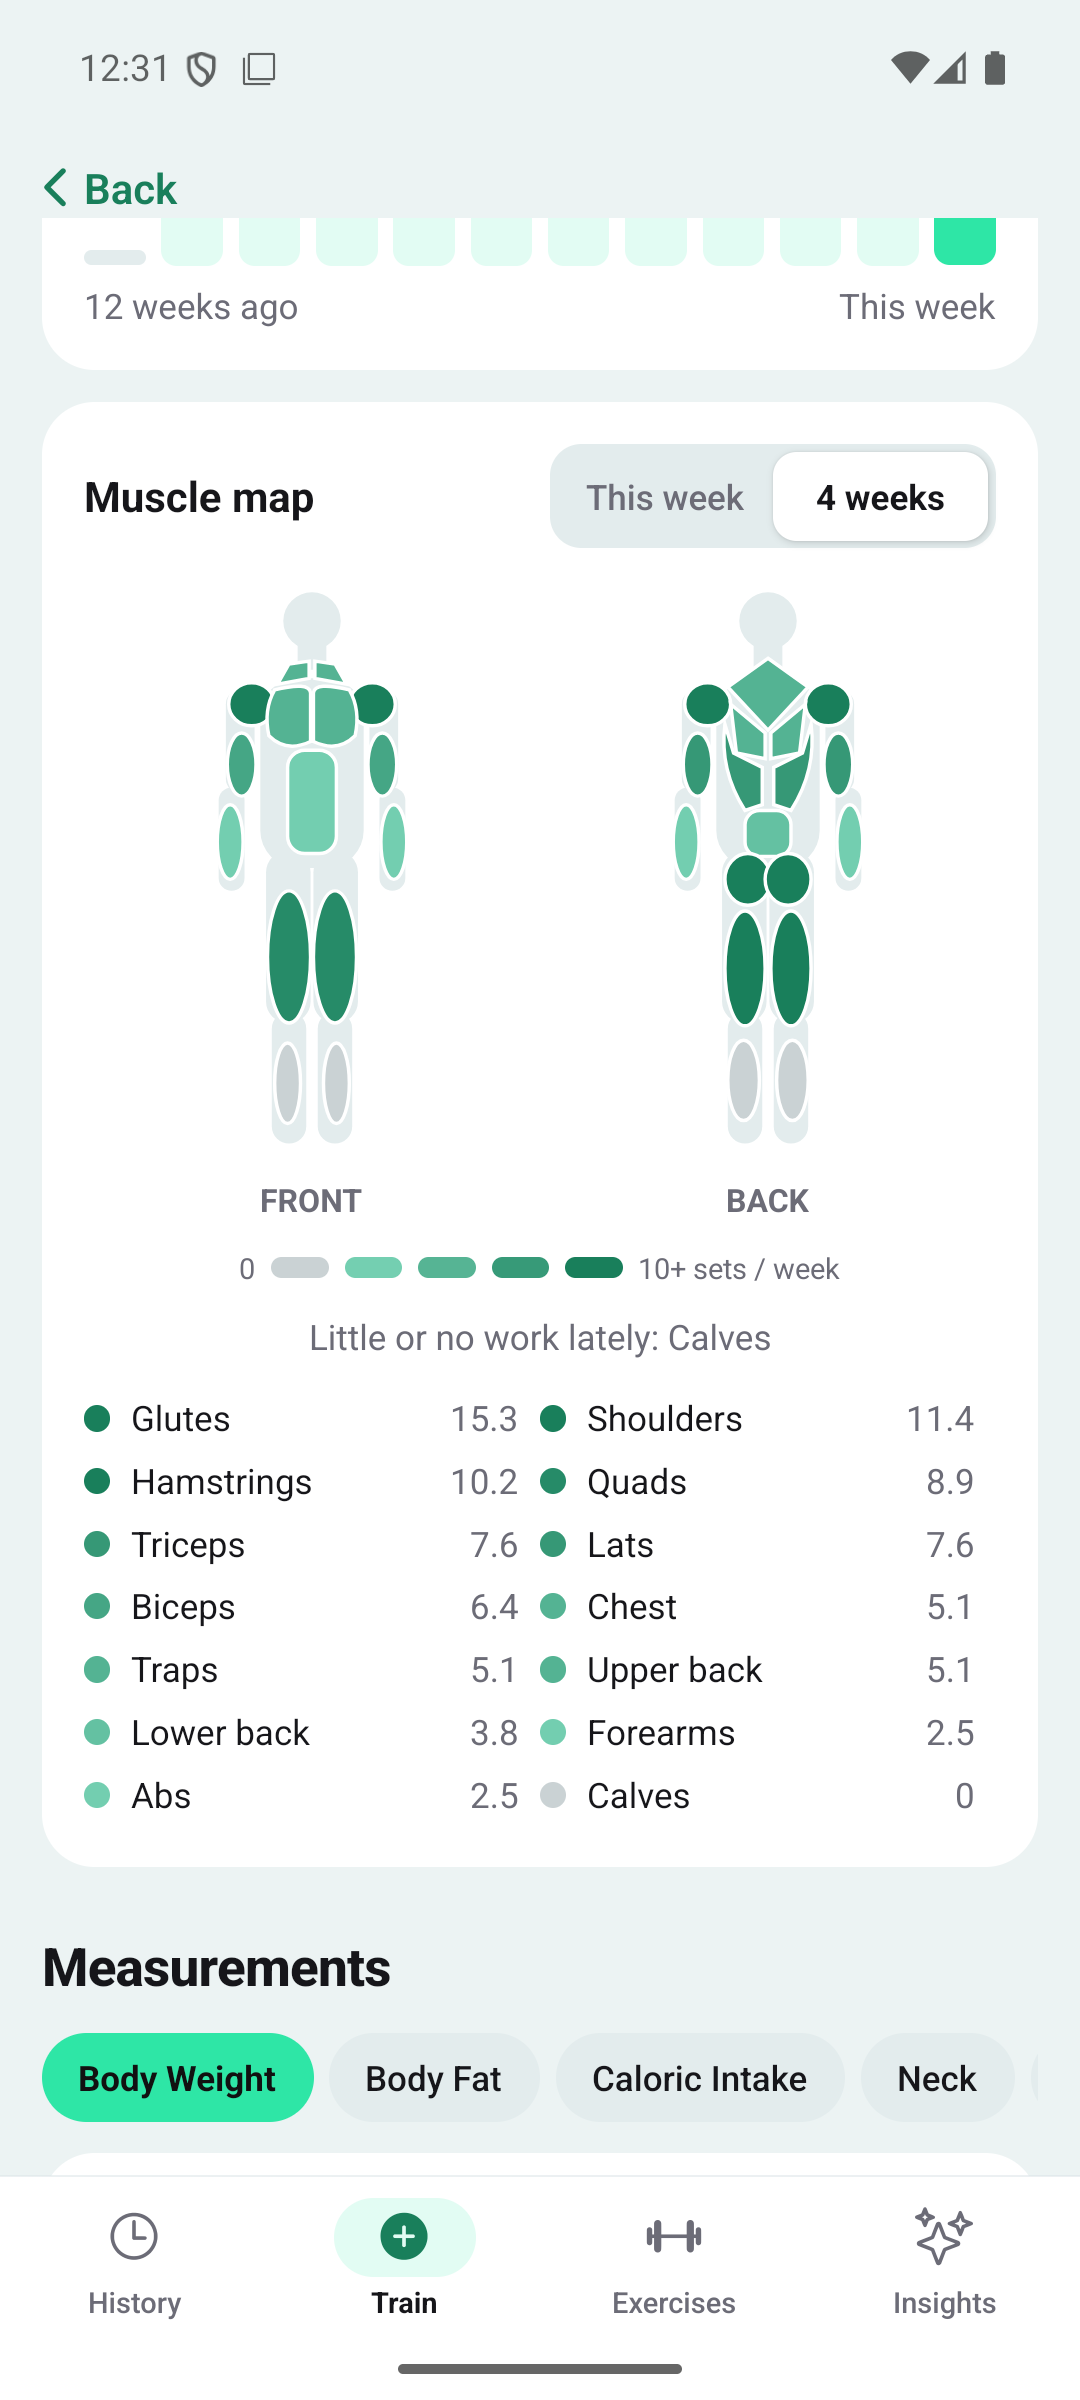 12:31
Back
12 weeks ago
This week
Muscle map
This week
4 weeks
FRONT
BACK
0
10+ sets / week
Little or no work lately: Calves
Glutes 15.3
Shoulders 11.4
Hamstrings 10.2
Quads 8.9
Triceps 7.6
Lats 7.6
Biceps 6.4
Chest 5.1
Traps 5.1
Upper back 5.1
Lower back 3.8
Forearms 2.5
Abs 2.5
Calves 0
Measurements
Body Weight
Body Fat
Caloric Intake
Neck
History
Train
Exercises
Insights